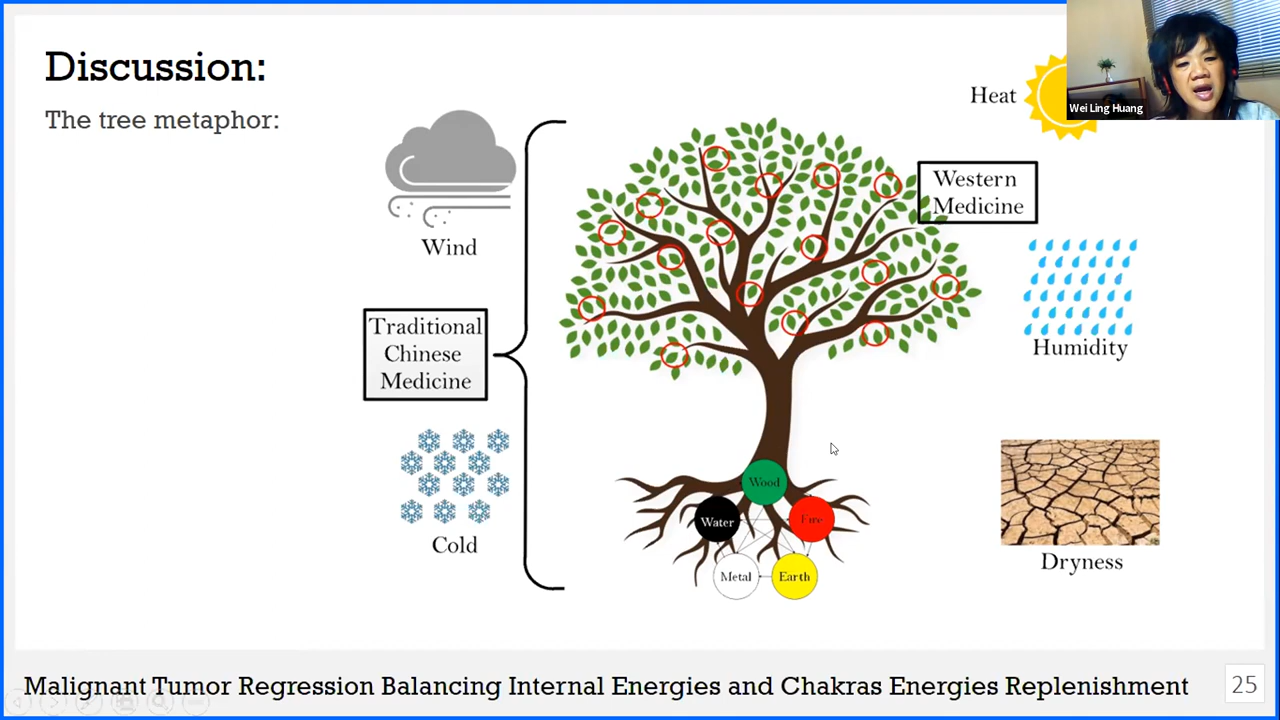 Discussion:
The tree metaphor:
Heat
Wei Ling Huang
Western
Medicine
Wind
Traditional
Chinese
Medicine
Humidity
Cold
Wood
Water
Fire
Metal
Earth
Dryness
Malignant Tumor Regression Balancing Internal Energies and Chakras Energies Replenishment
25